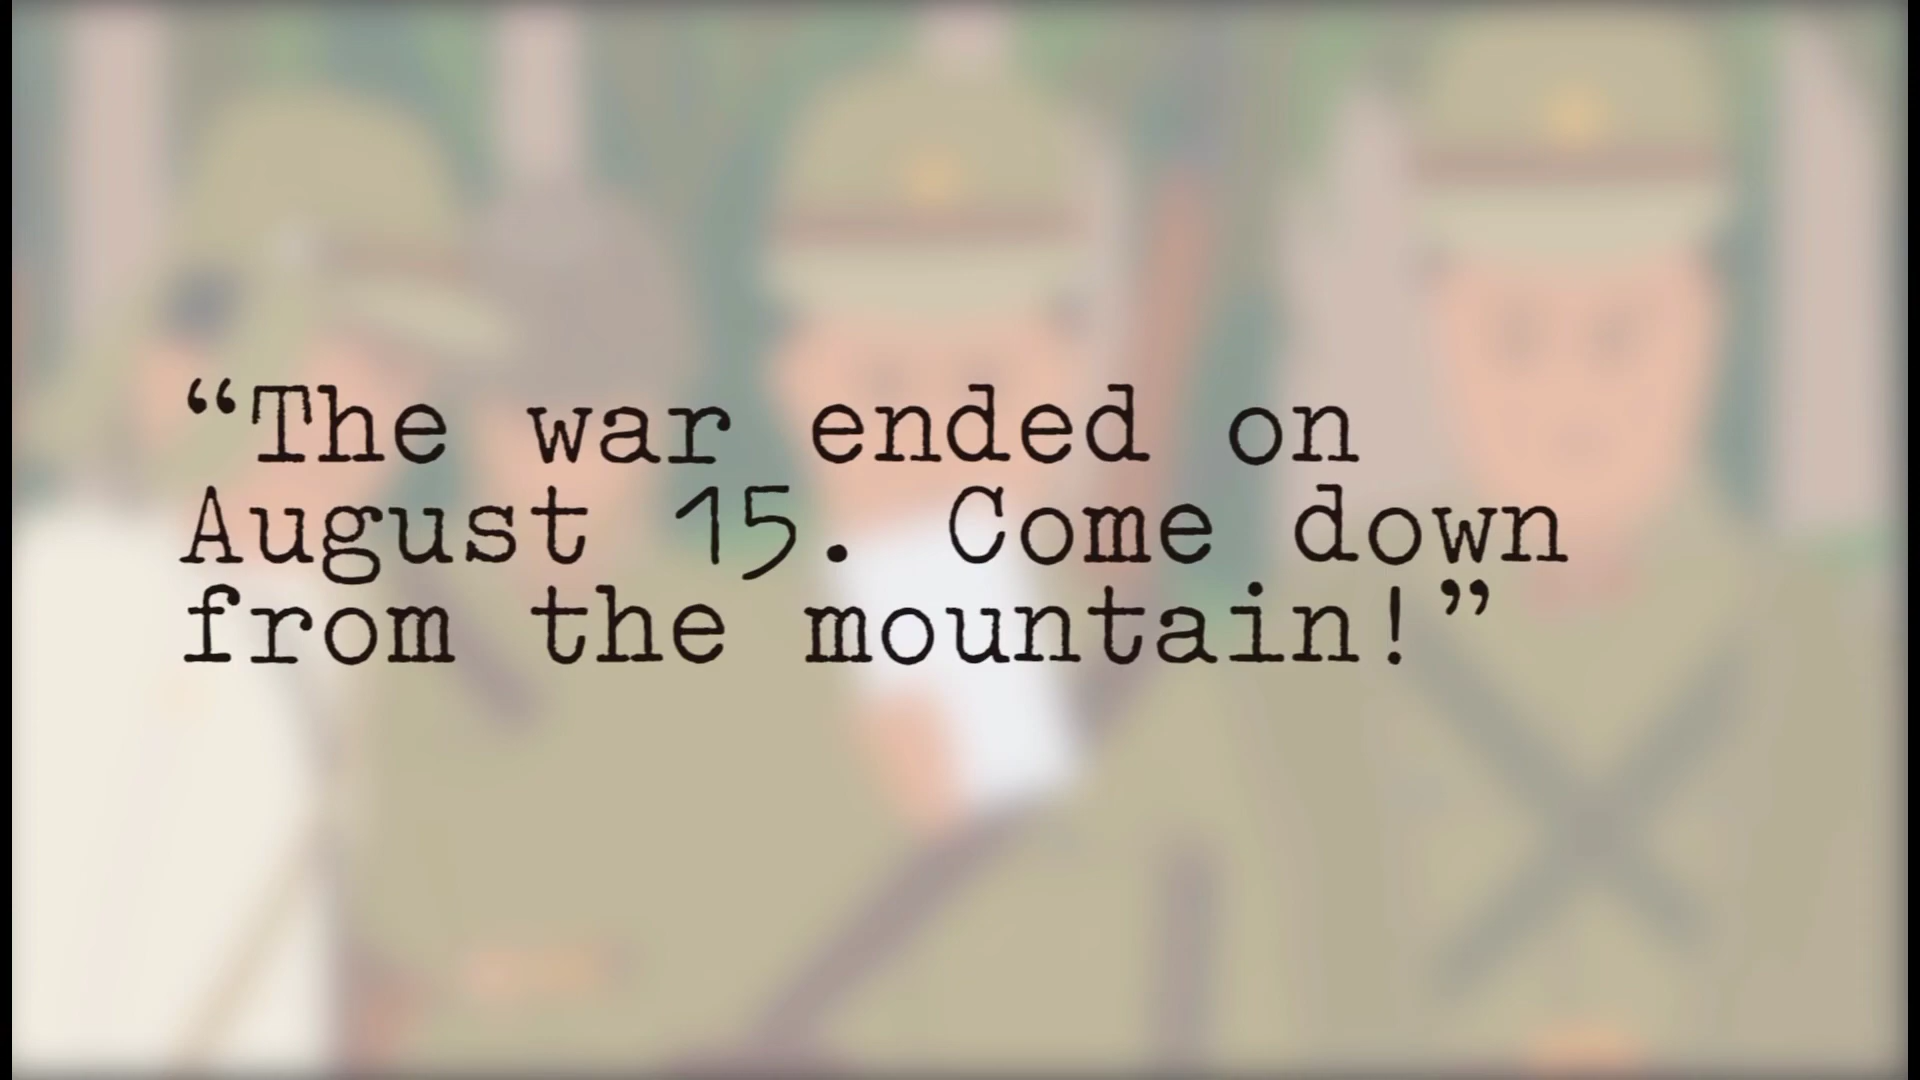 “The war ended on
August 15. Come down
from the mountain!”